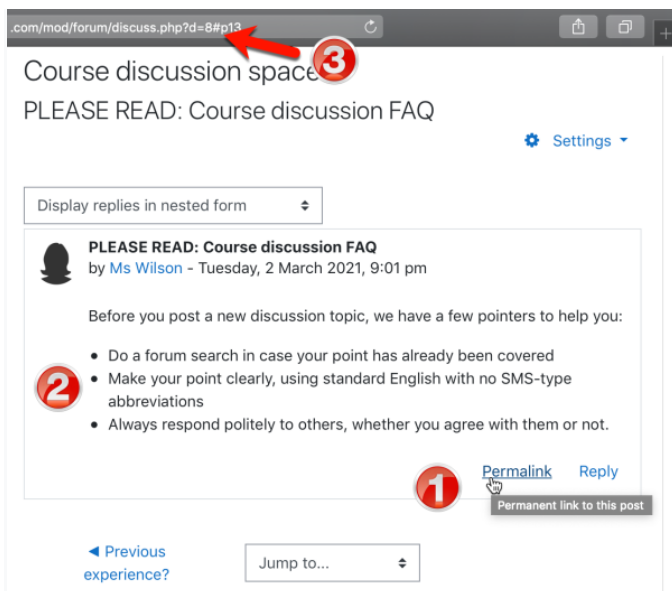 .com/mod/forum/discuss.php?d=8#p13
3
Course discussion space
PLEASE READ: Course discussion FAQ
Settings
Display replies in nested form
PLEASE READ: Course discussion FAQ
by Ms Wilson - Tuesday, 2 March 2021, 9:01 pm
Before you post a new discussion topic, we have a few pointers to help you:
• Do a forum search in case your point has already been covered
2
• Make your point clearly, using standard English with no SMS-type
abbreviations
• Always respond politely to others, whether you agree with them or not.
1
Permalink Reply
Permanent link to this post
◄ Previous
experience?
Jump to...